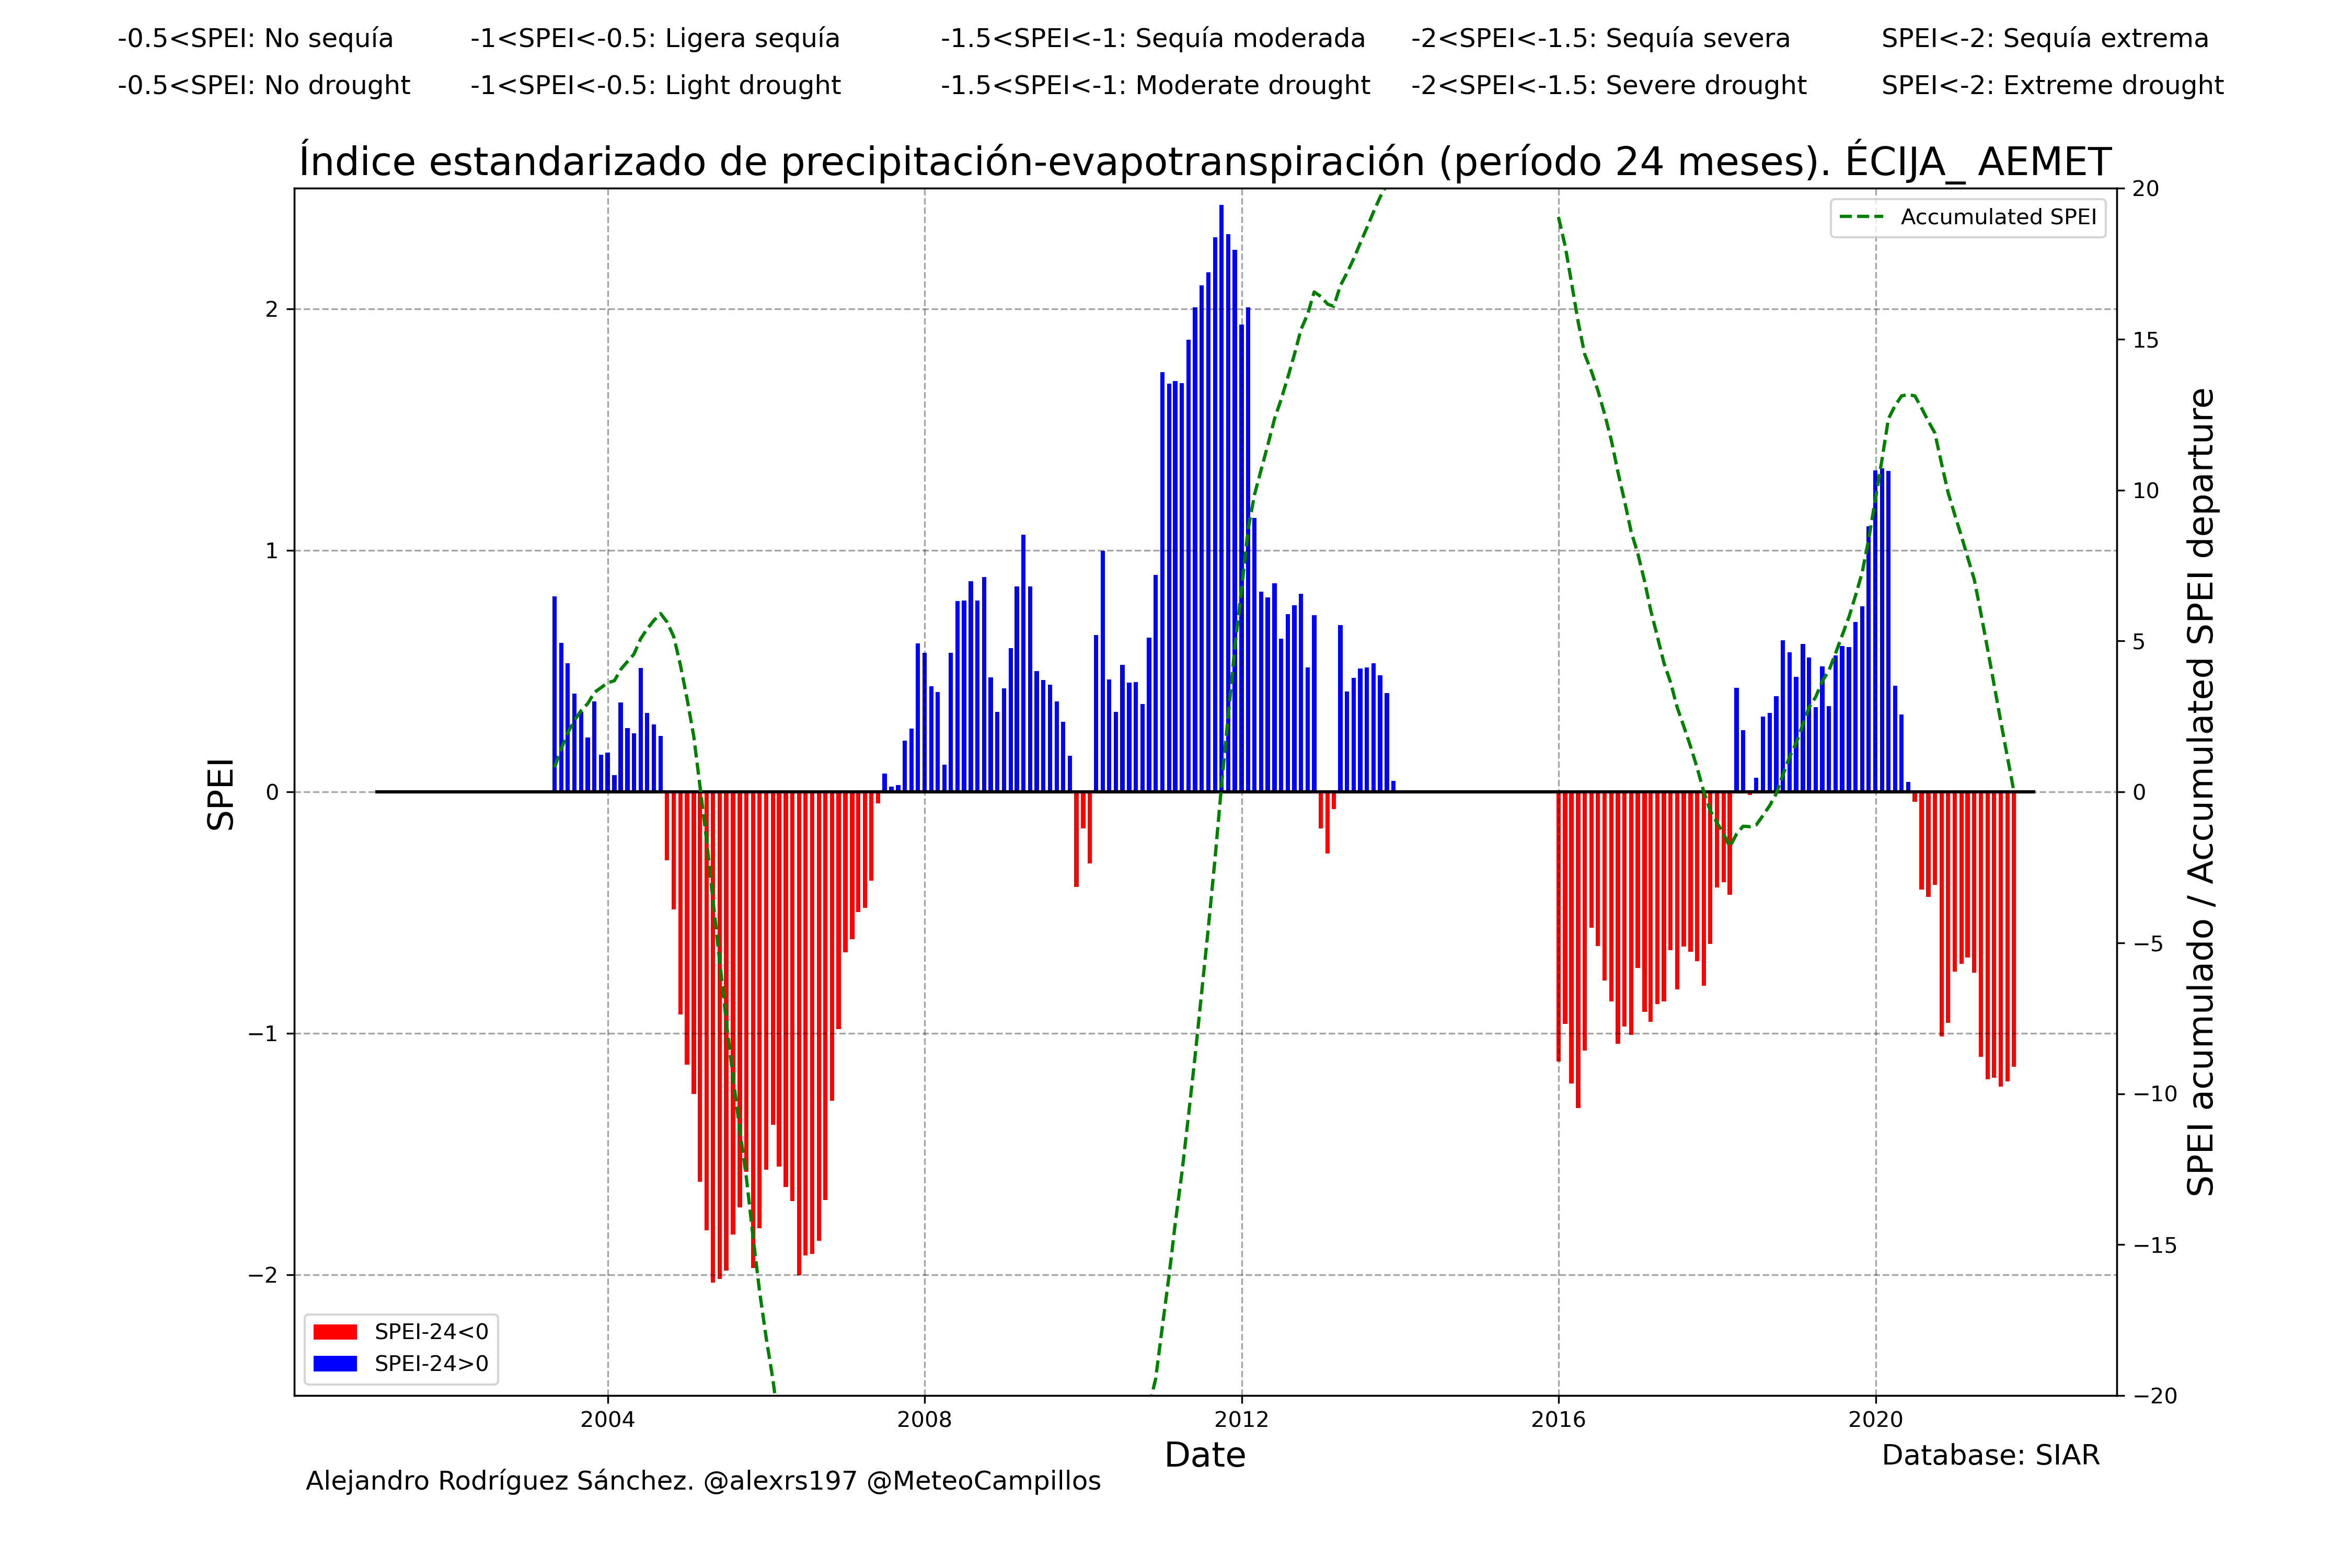 -0.5<SPEI: No sequía -1<SPEI<-0.5: Ligera sequía -1.5<SPEI<-1: Sequía moderada -2<SPEI<-1.5: Sequía severa SPEI<-2: Sequía extrema
-0.5<SPEI: No drought -1<SPEI<-0.5: Light drought -1.5<SPEI<-1: Moderate drought -2<SPEI<-1.5: Severe drought SPEI<-2: Extreme drought
Índice estandarizado de precipitación-evapotranspiración (período 24 meses). ÉCIJA_ AEMET
Accumulated SPEI
SPEI
2
1
0
−1
−2
20
15
10
5
0
−5
−10
−15
−20
SPEI acumulado / Accumulated SPEI departure
SPEI-24<0
SPEI-24>0
2004 2008 2012 2016 2020
Date
Database: SIAR
Alejandro Rodríguez Sánchez. @alexrs197 @MeteoCampillos